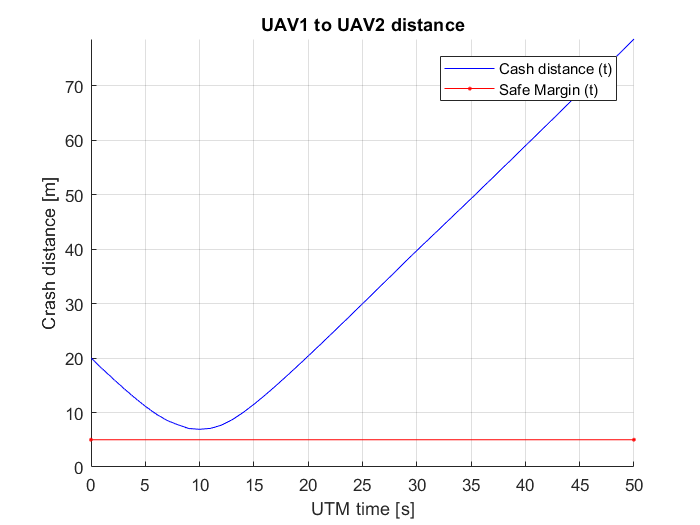 UAV1 to UAV2 distance
Cash distance (t)
Safe Margin (t)
Crash distance [m]
70
60
50
40
30
20
10
0
0 5 10 15 20 25 30 35 40 45 50
UTM time [s]